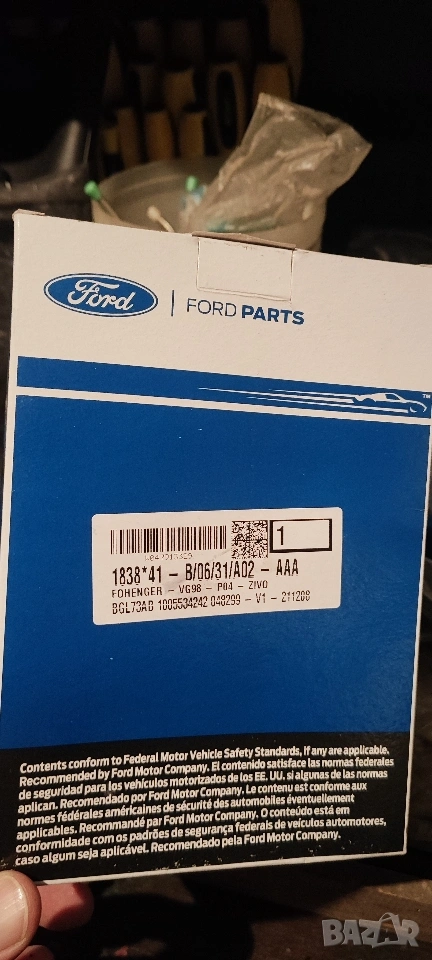 Ford | FORD PARTS
TM
1
1838*41 - B/06/31/A02 - AAA
FOHENGER - VG98 - P04 - ZIVO
BGL73AB 1005534242 048299 - V1 - 211208
Contents conform to Federal Motor Vehicle Safety Standards, If any are applicable.
Recommended by Ford Motor Company. El contenido satisface las normas federales
de seguridad para los vehículos motorizados de los EE. UU. si algunas de las normas
aplican. Recomendado por Ford Motor Company. Le contenu est conforme aux
normes fédérales américaines de sécurité des automobiles éventuellement
applicables. Recommandé par Ford Motor Company. O conteúdo está em
conformidade com os padrões de segurança federais de veículos automotores,
caso algum seja aplicável. Recomendado pela Ford Motor Company.
BAZAR